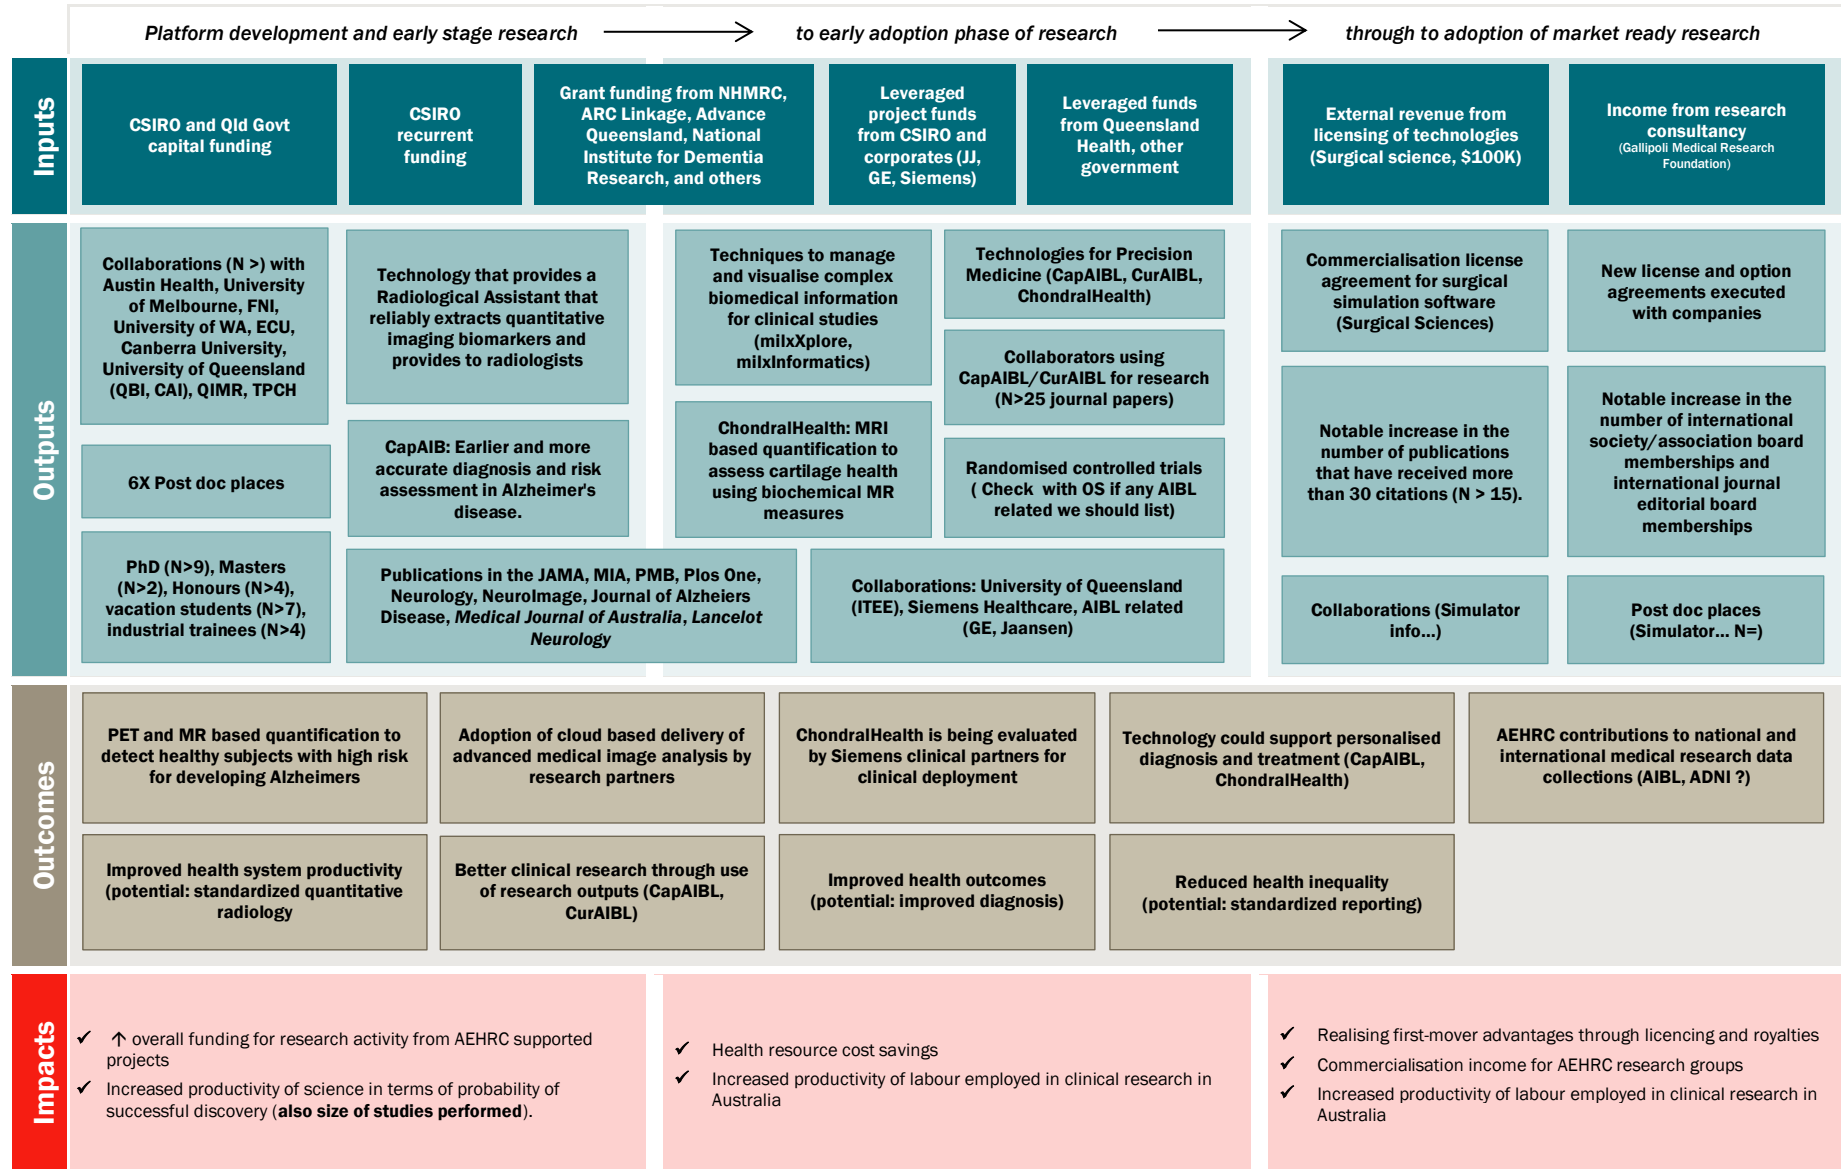 Platform development and early stage research
to early adoption phase of research
through to adoption of market ready research
Inputs
CSIRO and Qld Govt
capital funding
CSIRO
recurrent
funding
Grant funding from NHMRC,
ARC Linkage, Advance
Queensland, National
Institute for Dementia
Research, and others
Leveraged
project funds
from CSIRO and
corporates (JJ,
GE, Siemens)
Leveraged funds
from Queensland
Health, other
government
External revenue from
licensing of technologies
(Surgical science, $100K)
Income from research
consultancy
(Gallipoli Medical Research
Foundation)
Outputs
Collaborations (N >) with
Austin Health, University
of Melbourne, FNI,
University of WA, ECU,
Canberra University,
University of Queensland
(QBI, CAI), QIMR, TPCH
6X Post doc places
PhD (N>9), Masters
(N>2), Honours (N>4),
vacation students (N>7),
industrial trainees (N>4)
Technology that provides a
Radiological Assistant that
reliably extracts quantitative
imaging biomarkers and
provides to radiologists
CapAIB: Earlier and more
accurate diagnosis and risk
assessment in Alzheimer's
disease.
Publications in the JAMA, MIA, PMB, Plos One,
Neurology, NeuroImage, Journal of Alzheiers
Disease, Medical Journal of Australia, Lancelot
Neurology
Techniques to manage
and visualise complex
biomedical information
for clinical studies
(milxXplore,
milxInformatics)
ChondralHealth: MRI
based quantification to
assess cartilage health
using biochemical MR
measures
Technologies for Precision
Medicine (CapAIBL, CurAIBL,
ChondralHealth)
Collaborators using
CapAIBL/CurAIBL for research
(N>25 journal papers)
Randomised controlled trials
( Check  with OS if any AIBL
related we should list)
Collaborations: University of Queensland
(ITEE), Siemens Healthcare, AIBL related
(GE, Jaansen)
Commercialisation license
agreement for surgical
simulation software
(Surgical Sciences)
New license and option
agreements executed
with companies
Notable increase in the
number of publications
that have received more
than 30 citations (N > 15).
Notable increase in the
number of international
society/association board
memberships and
international journal
editorial board
memberships
Collaborations (Simulator
info...)
Post doc places
(Simulator... N=)
Outcomes
PET and MR based quantification to
detect healthy subjects with high risk
for developing Alzheimers
Adoption of cloud based delivery of
advanced medical image analysis by
research partners
ChondralHealth is being evaluated
by Siemens clinical partners for
clinical deployment
Technology could support personalised
diagnosis and treatment (CapAIBL,
ChondralHealth)
AEHRC contributions to national and
international medical research data
collections (AIBL, ADNI ?)
Improved health system productivity
(potential: standardized quantitative
radiology
Better clinical research through use
of research outputs (CapAIBL,
CurAIBL)
Improved health outcomes
(potential: improved diagnosis)
Reduced health inequality
(potential: standardized reporting)
Impacts
✓ ↑ overall funding for research activity from AEHRC supported
projects
✓ Increased productivity of science in terms of probability of
successful discovery (also size of studies performed).
✓ Health resource cost savings
✓ Increased productivity of labour employed in clinical research in
Australia
✓ Realising first-mover advantages through licencing and royalties
✓ Commercialisation income for AEHRC research groups
✓ Increased productivity of labour employed in clinical research in
Australia